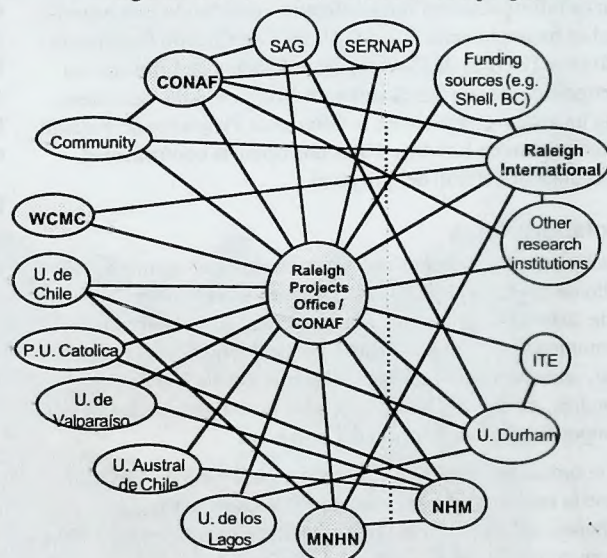 SAG
SERNAP
Funding
sources (e.g.
Shell, BC)
CONAF
Community
Raleigh
International
WCMC
Other
research
institutions
U. de
Chile
Raleigh
Projects
Office /
CONAF
P.U. Catolica
ITE
U. de
Valparaíso
U. Durham
U. Austral
de Chile
U. de los
Lagos
MNHN
NHM